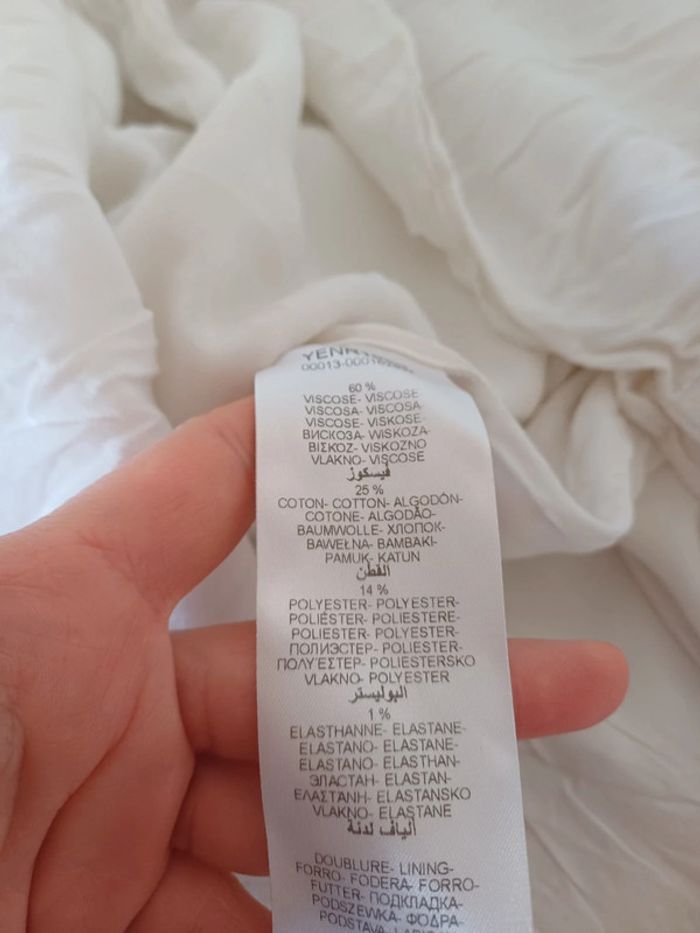 60 %
VISCOSE- VISCOSE
VISCOSA- VISCOSA
VISCOSE- VISKOSE-
ВИСКОЗА- WISKOZA-
ΒΙΣΚΟΖ- VISKOZNO
VLAKNO- VISCOSE
فيسكوز
25 %
COTON- COTTON- ALGODÓN-
COTONE- ALGODÃO-
BAUMWOLLE- ХЛОПОК-
BAWEŁNA- BAMBAKI-
PAMUK- KATUN
القطن
14 %
POLYESTER- POLYESTER-
POLIÉSTER- POLIESTERE-
POLIESTER- POLYESTER-
ПОЛИЭСТЕР- POLIESTER-
ΠΟΛΥΕΣΤΕΡ- POLIESTERSKO
VLAKNO- POLYESTER
البوليستر
1 %
ELASTHANNE- ELASTANE-
ELASTANO- ELASTANE-
ELASTANO- ELASTHAN-
ЭЛАСТАН- ELASTAN-
ΕΛΑΣΤΑΝΗ- ELASTANSKO
VLAKNO- ELASTANE
ألياف لدنة
DOUBLURE- LINING-
FORRO- FODERA- FORRO-
FUTTER- ПОДКЛАДКА-
PODSZEWKA- ΦΟΔΡΑ-
PODSTAVA-